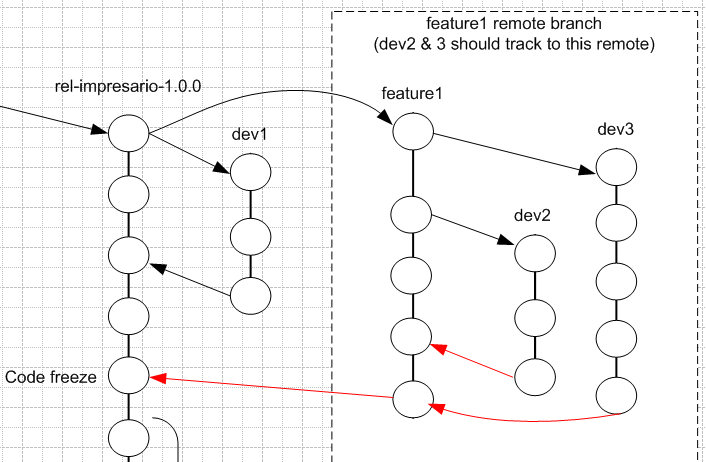 feature1 remote branch
(dev2 & 3 should track to this remote)
rel-impresario-1.0.0
feature1
dev1
dev3
dev2
Code freeze